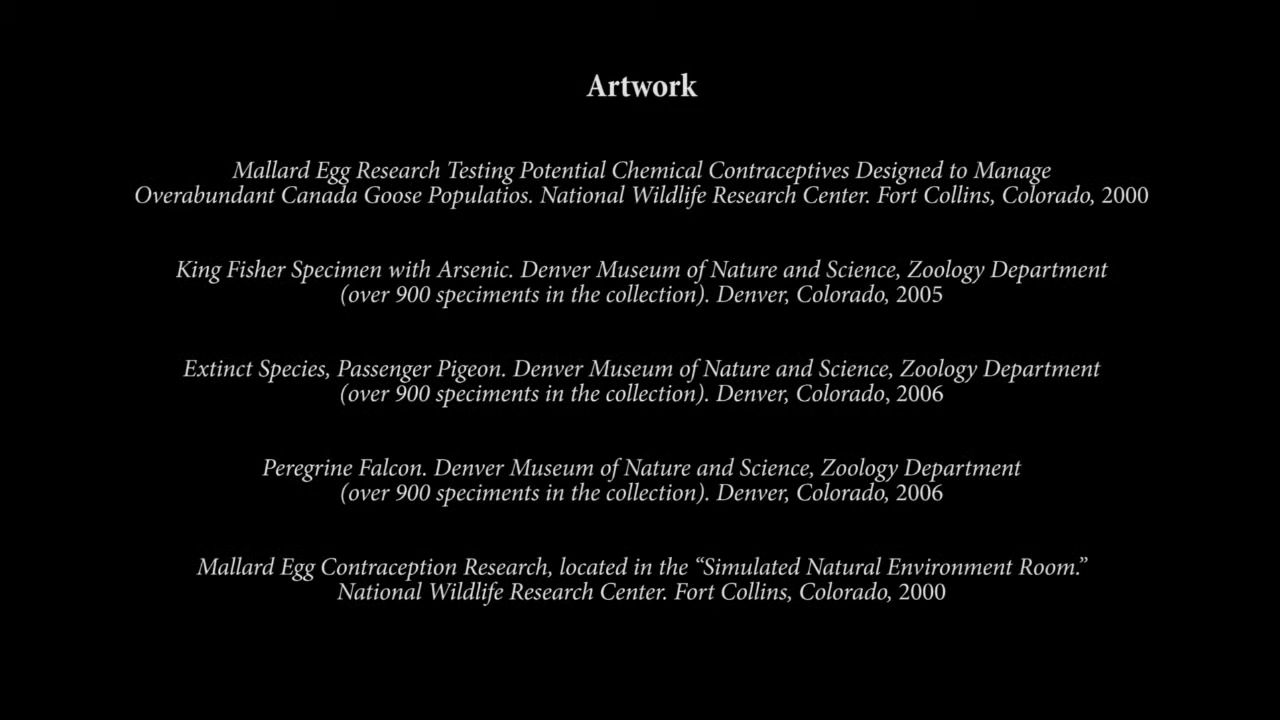 Artwork
Mallard Egg Research Testing Potential Chemical Contraceptives Designed to Manage
Overabundant Canada Goose Populatios. National Wildlife Research Center. Fort Collins, Colorado, 2000
King Fisher Specimen with Arsenic. Denver Museum of Nature and Science, Zoology Department
(over 900 speciments in the collection). Denver, Colorado, 2005
Extinct Species, Passenger Pigeon. Denver Museum of Nature and Science, Zoology Department
(over 900 speciments in the collection). Denver, Colorado, 2006
Peregrine Falcon. Denver Museum of Nature and Science, Zoology Department
(over 900 speciments in the collection). Denver, Colorado, 2006
Mallard Egg Contraception Research, located in the “Simulated Natural Environment Room.”
National Wildlife Research Center. Fort Collins, Colorado, 2000